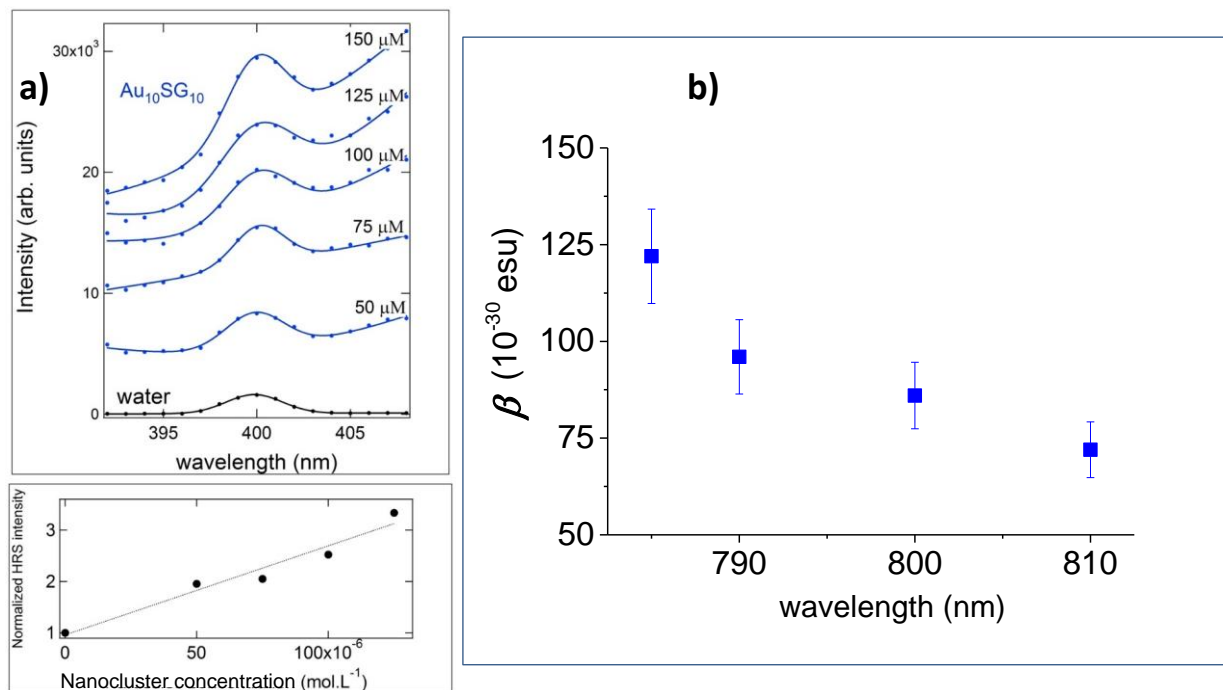 a)
150 μM
30x10³
Au₁₀SG₁₀
125 μM
100 μM
20
75 μM
10
50 μM
water
0
Intensity (arb. units)
395 400 405
wavelength (nm)
3
2
1
Normalized HRS intensity
0 50 100x10⁻⁶
Nanocluster concentration (mol.L⁻¹)
b)
150
125
100
75
50
β (10⁻³⁰ esu)
790 800 810
wavelength (nm)